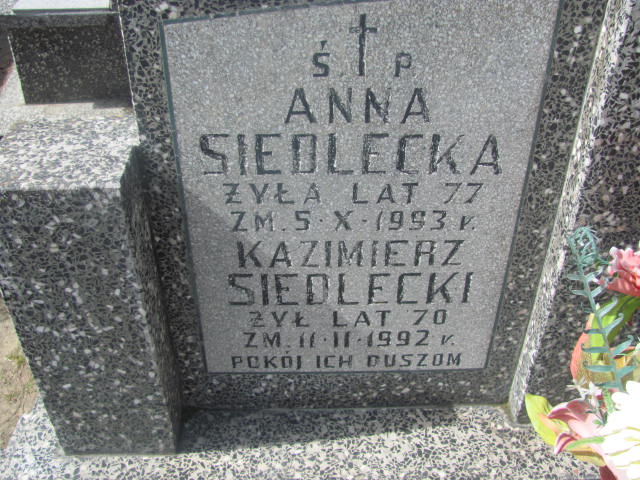 Ś. † P.
ANNA
SIEDLECKA
ŻYŁA LAT 77
ZM. 5·X·1993 r.
KAZIMIERZ
SIEDLECKI
ŻYŁ LAT 70
ZM. 11·II·1992 r.
POKÓJ ICH DUSZOM